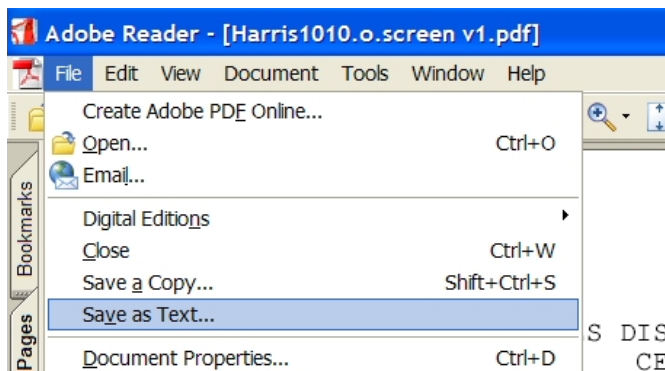 Adobe Reader - [Harris1010.o.screen v1.pdf]
File Edit View Document Tools Window Help
Create Adobe PDF Online...
Open... Ctrl+O
Email...
Digital Editions
Close Ctrl+W
Save a Copy... Shift+Ctrl+S
Save as Text...
Document Properties... Ctrl+D
Bookmarks
Pages
S DIS
CE